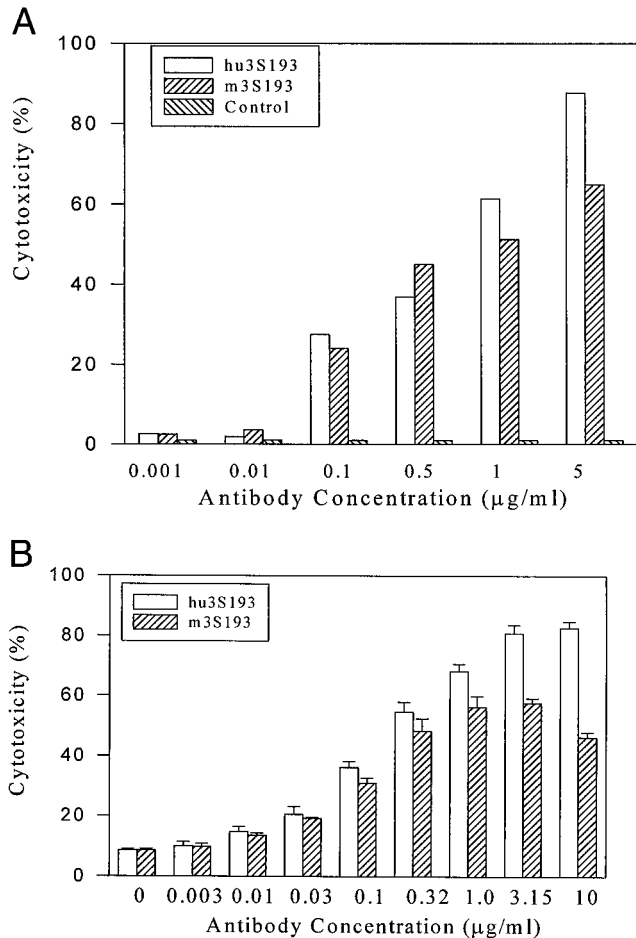 A
100
80
60
40
20
0
Cytotoxicity (%)
hu3S193
m3S193
Control
0.001 0.01 0.1 0.5 1 5
Antibody Concentration (μg/ml)
B
100
80
60
40
20
0
Cytotoxicity (%)
hu3S193
m3S193
0 0.003 0.01 0.03 0.1 0.32 1.0 3.15 10
Antibody Concentration (μg/ml)